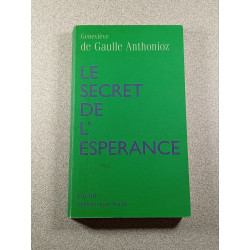 Geneviève
de Gaulle Anthonioz
LE
SECRET
DE
L'
ESPERANCE